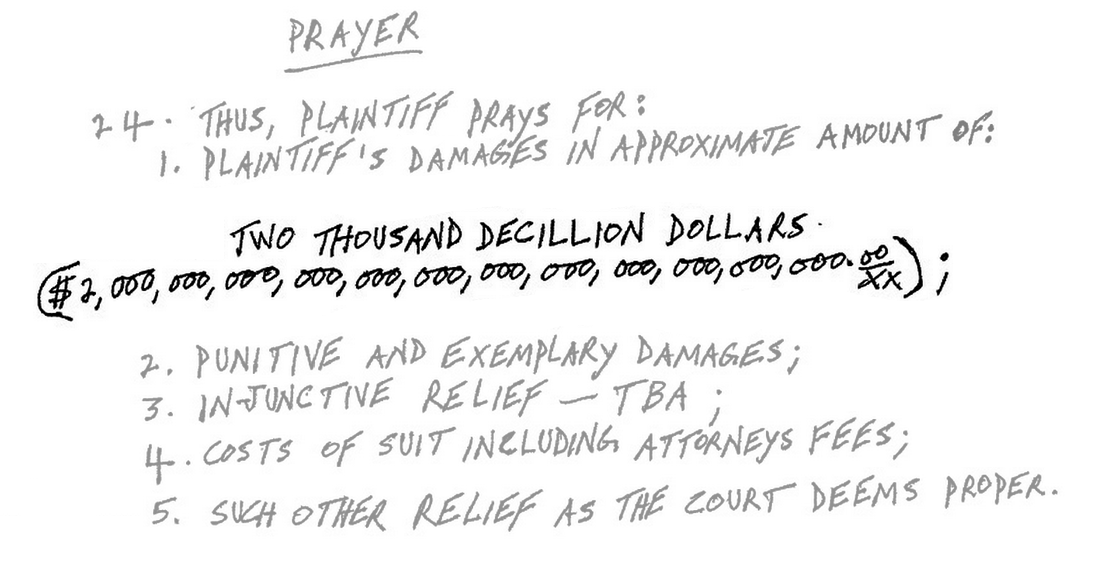 PRAYER
24. THUS, PLAINTIFF PRAYS FOR:
1. PLAINTIFF'S DAMAGES IN APPROXIMATE AMOUNT OF:
TWO THOUSAND DECILLION DOLLARS.
($2,000,000,000,000,000,000,000,000,000,000,000,000.00/XX);
2. PUNITIVE AND EXEMPLARY DAMAGES;
3. INJUNCTIVE RELIEF — TBA;
4. COSTS OF SUIT INCLUDING ATTORNEYS FEES;
5. SUCH OTHER RELIEF AS THE COURT DEEMS PROPER.